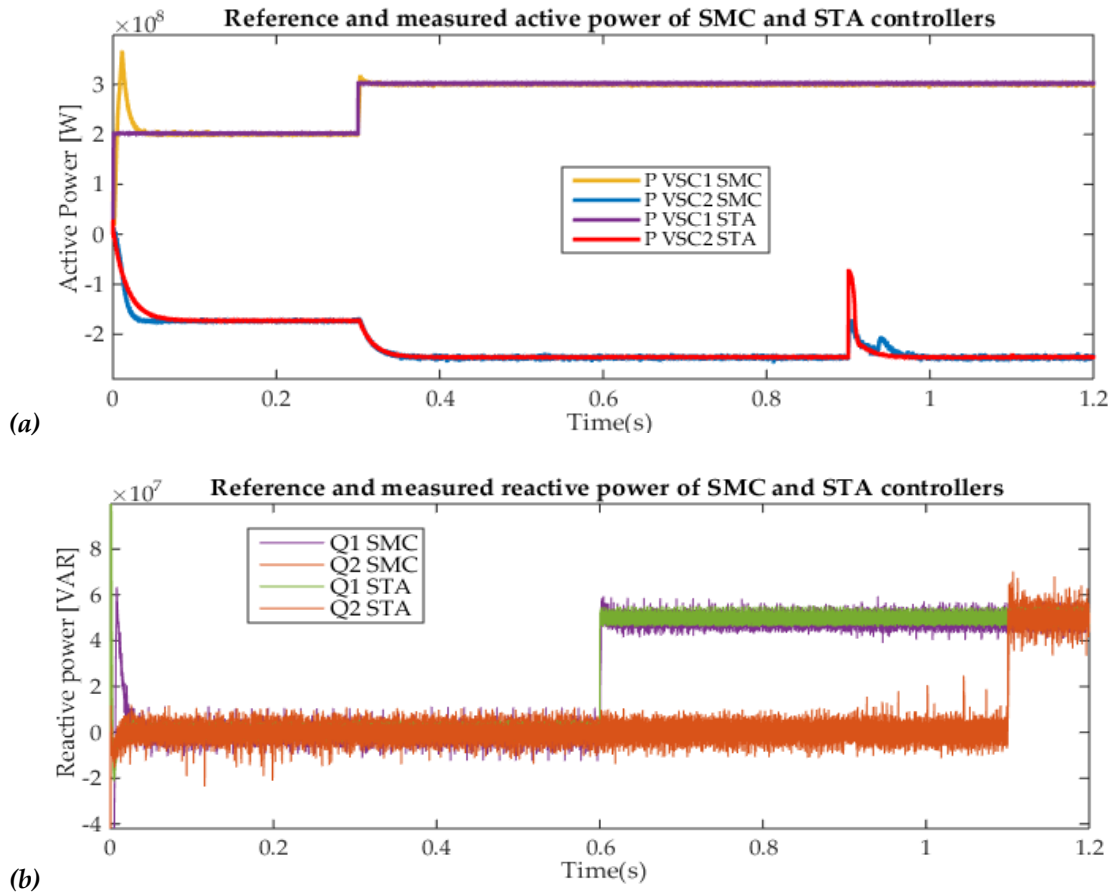 Reference and measured active power of SMC and STA controllers
×10⁸
Active Power [W]
3
2
1
0
-1
-2
P VSC1 SMC
P VSC2 SMC
P VSC1 STA
P VSC2 STA
0 0.2 0.4 0.6 0.8 1 1.2
Time(s)
(a)
Reference and measured reactive power of SMC and STA controllers
×10⁷
Reactive power [VAR]
8
6
4
2
0
-2
-4
Q1 SMC
Q2 SMC
Q1 STA
Q2 STA
0 0.2 0.4 0.6 0.8 1 1.2
Time(s)
(b)